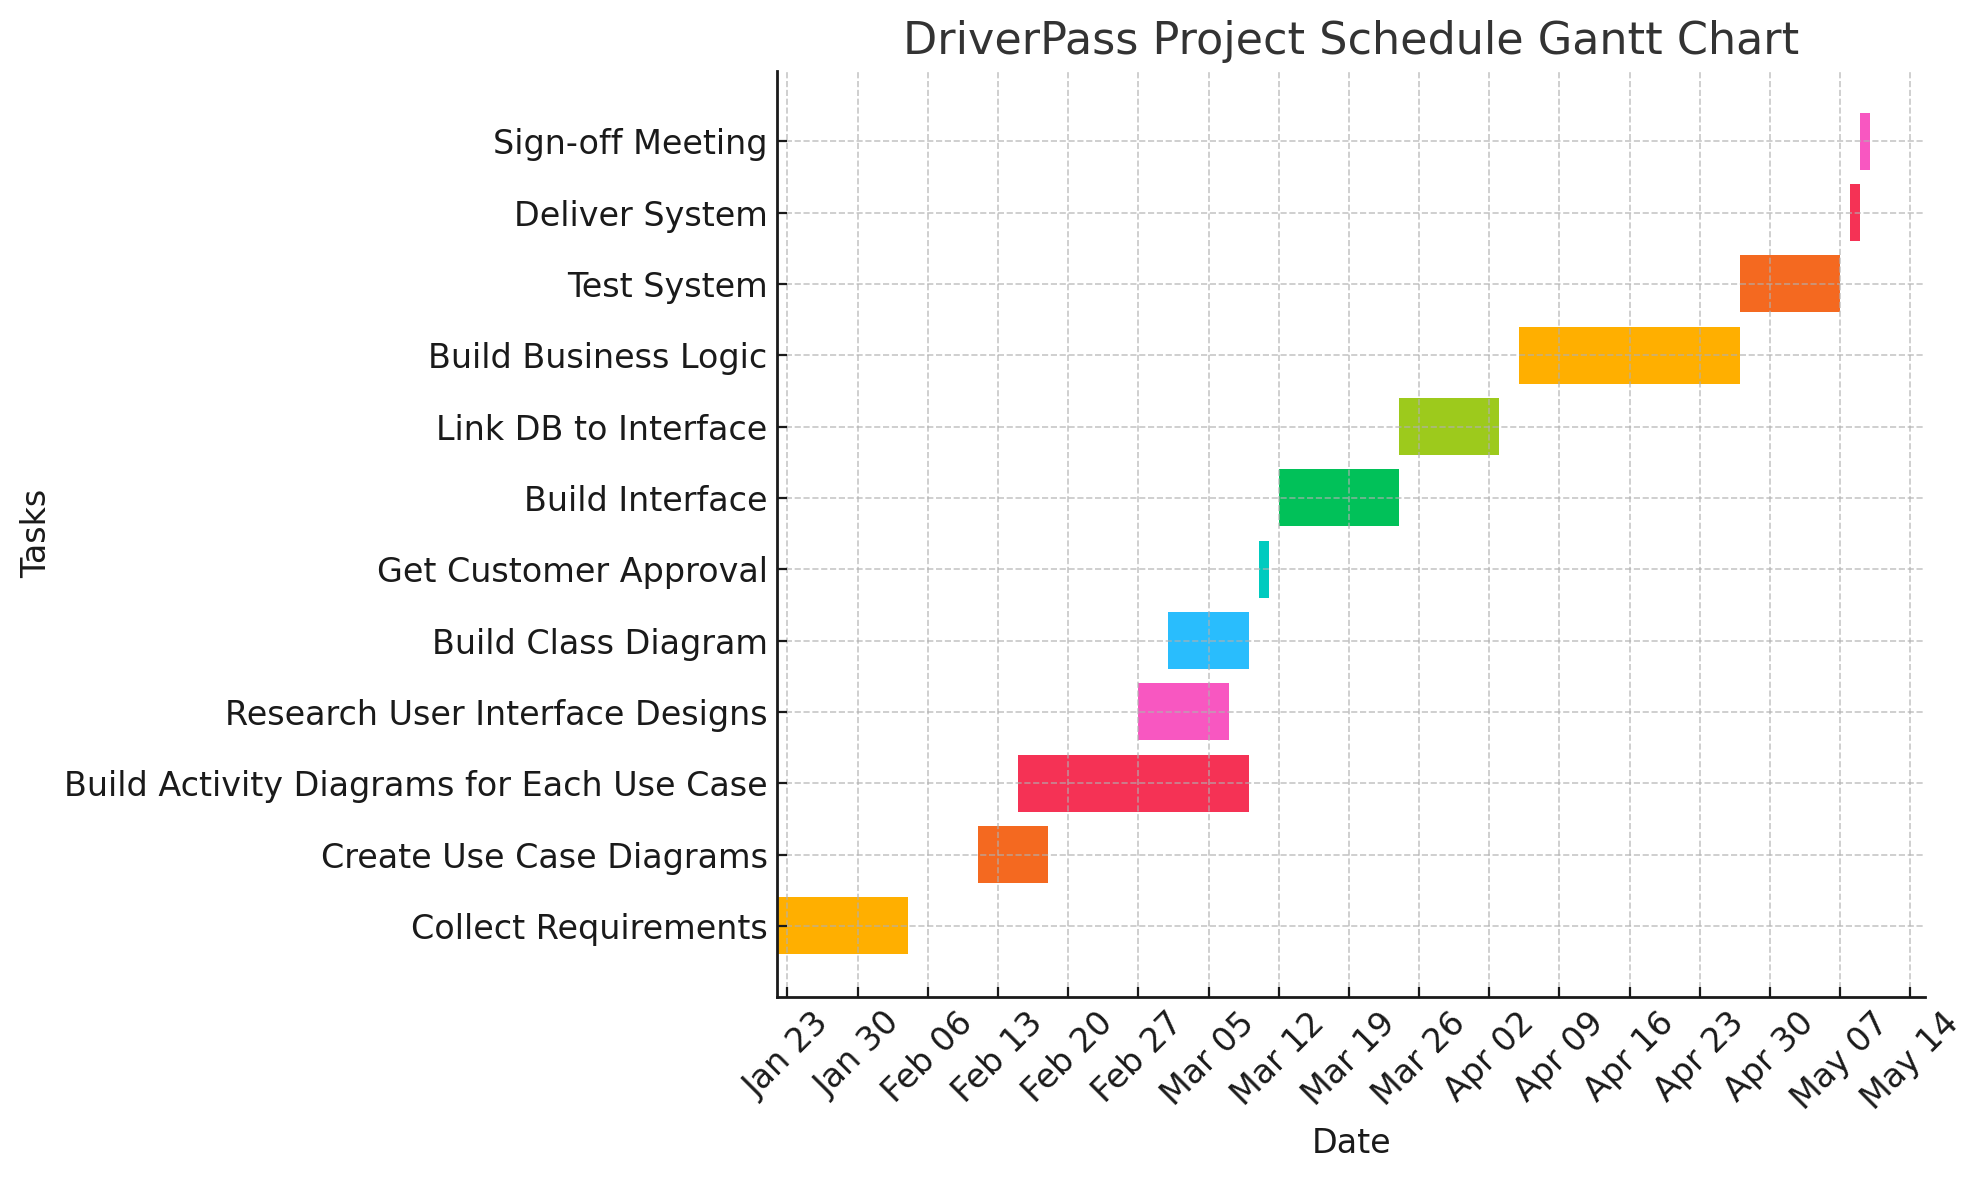 DriverPass Project Schedule Gantt Chart
Sign-off Meeting
Deliver System
Test System
Build Business Logic
Link DB to Interface
Build Interface
Get Customer Approval
Build Class Diagram
Research User Interface Designs
Build Activity Diagrams for Each Use Case
Create Use Case Diagrams
Collect Requirements
Tasks
Jan 23
Jan 30
Feb 06
Feb 13
Feb 20
Feb 27
Mar 05
Mar 12
Mar 19
Mar 26
Apr 02
Apr 09
Apr 16
Apr 23
Apr 30
May 07
May 14
Date